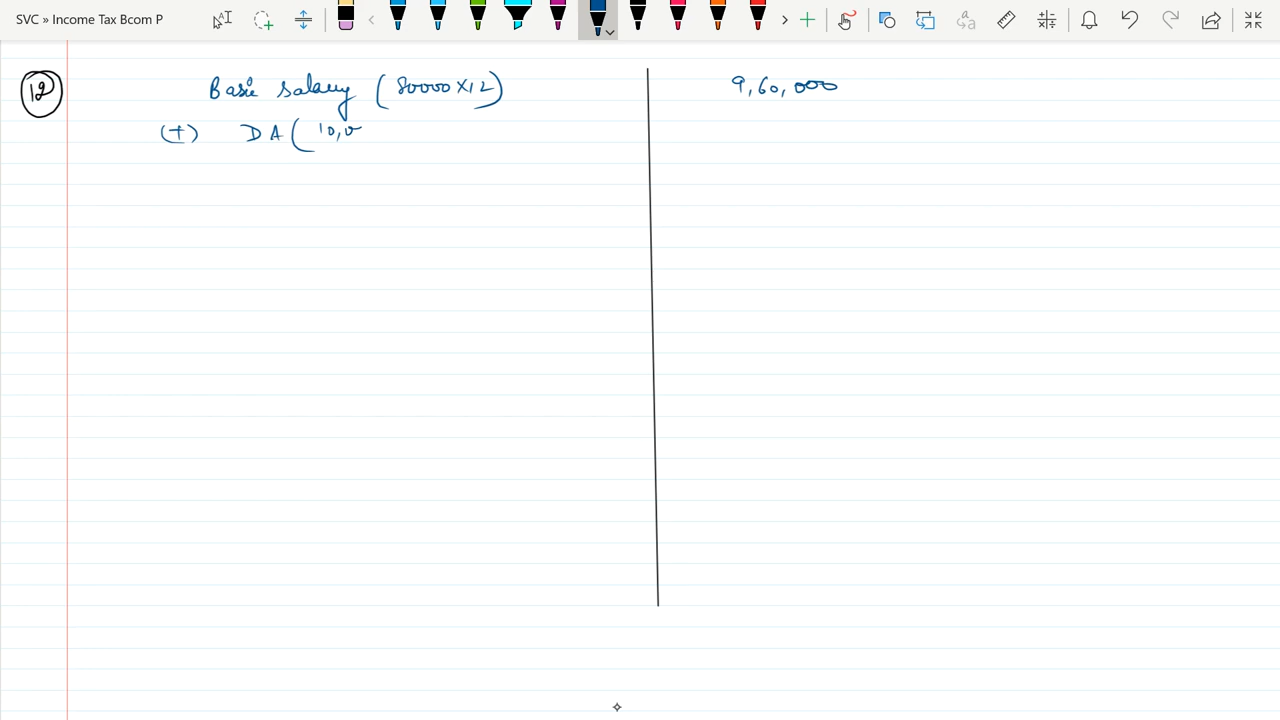 SVC » Income Tax Bcom P
12
Basic Salary (80000 × 12) 9,60,000
(+) DA (10,0